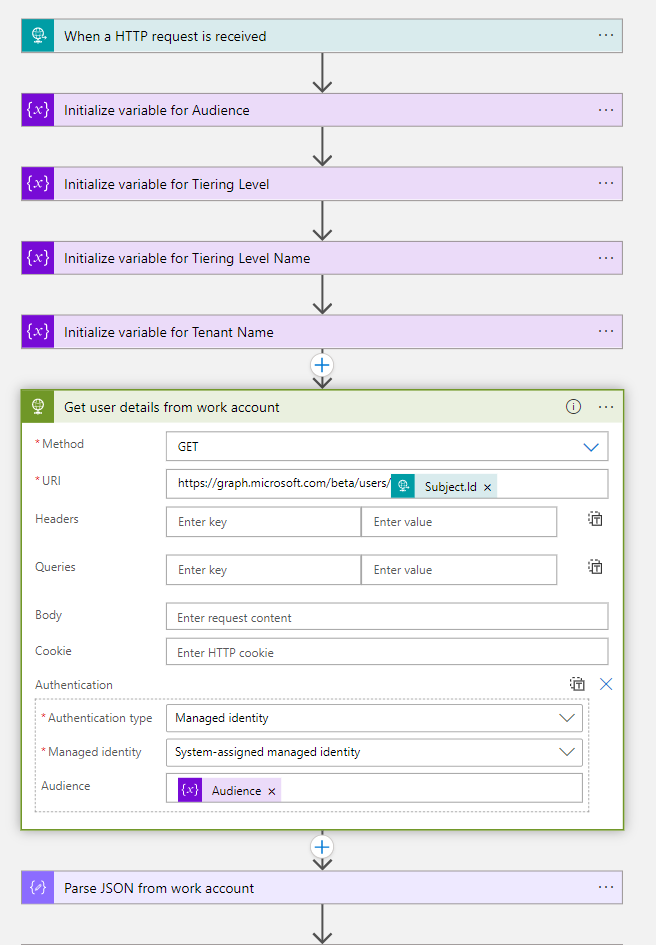 When a HTTP request is received
{x} Initialize variable for Audience
{x} Initialize variable for Tiering Level
{x} Initialize variable for Tiering Level Name
{x} Initialize variable for Tenant Name
Get user details from work account
* Method GET
* URI https://graph.microsoft.com/beta/users/ Subject.Id ×
Headers Enter key Enter value
Queries Enter key Enter value
Body Enter request content
Cookie Enter HTTP cookie
Authentication
* Authentication type Managed identity
* Managed identity System-assigned managed identity
Audience {x} Audience ×
Parse JSON from work account